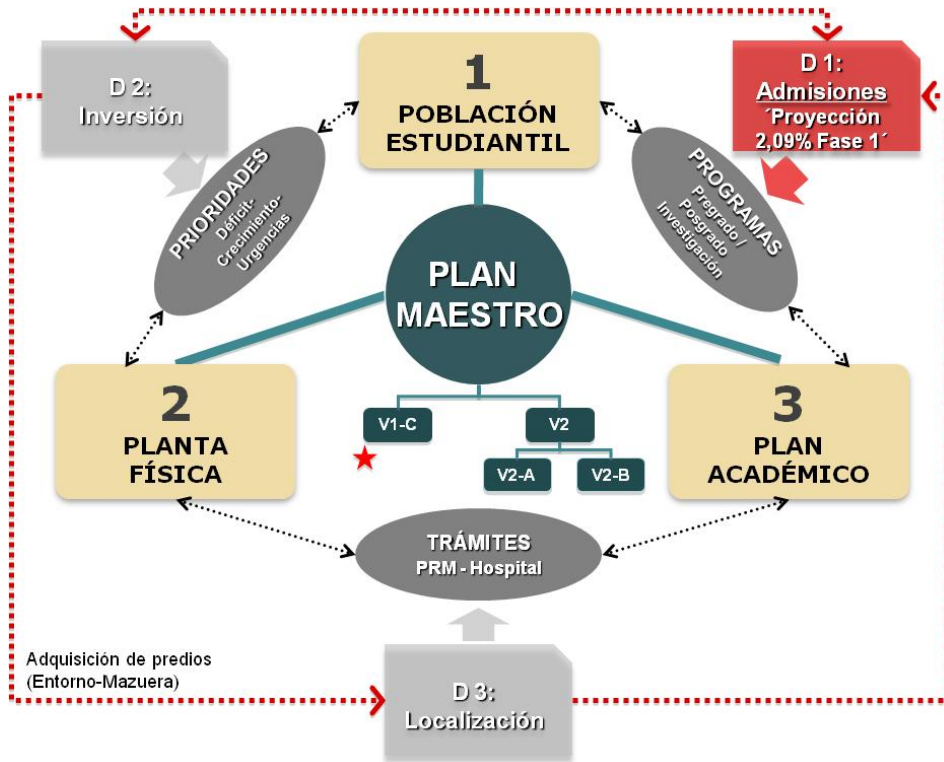 D 2:
Inversión
1
POBLACIÓN
ESTUDIANTIL
D 1:
Admisiones
´Proyección
2,09% Fase 1´
PRIORIDADES
Déficit-
Crecimiento-
Urgencias
PROGRAMAS
Pregrado /
Posgrado
Investigación
PLAN
MAESTRO
2
PLANTA
FÍSICA
V1-C
V2
V2-A
V2-B
3
PLAN
ACADÉMICO
TRÁMITES
PRM - Hospital
Adquisición de predios
(Entorno-Mazuera)
D 3:
Localización